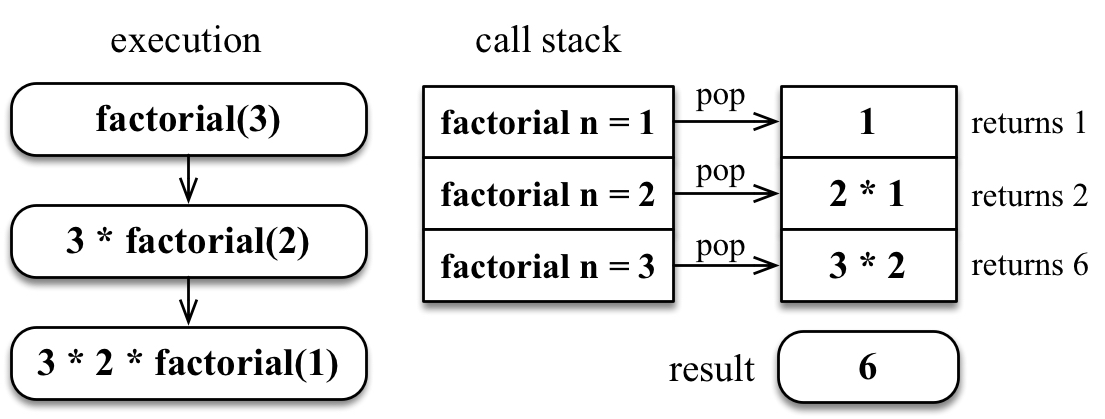 execution
factorial(3)
3 * factorial(2)
3 * 2 * factorial(1)
call stack
factorial n = 1
pop
1
returns 1
factorial n = 2
pop
2 * 1
returns 2
factorial n = 3
pop
3 * 2
returns 6
result
6